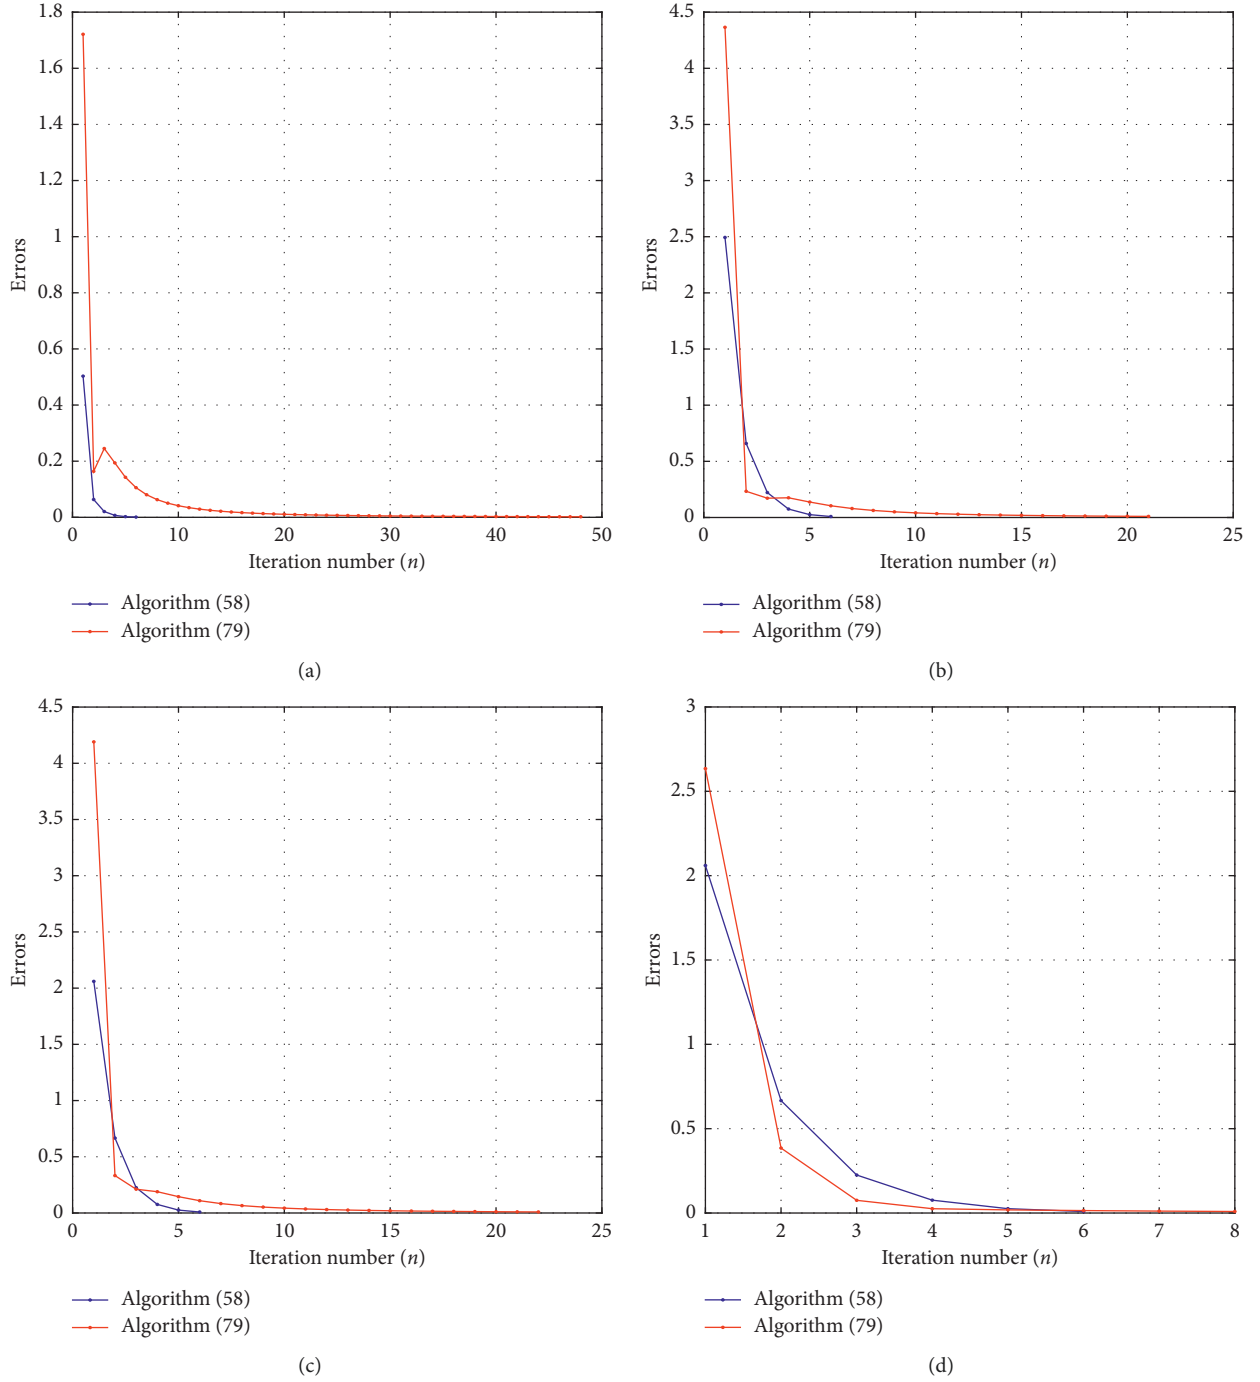 1.8
1.6
1.4
1.2
1
0.8
0.6
0.4
0.2
0
Errors
0 10 20 30 40 50
Iteration number (n)
Algorithm (58)
Algorithm (79)
(a)
4.5
4
3.5
3
2.5
2
1.5
1
0.5
0
Errors
0 5 10 15 20 25
Iteration number (n)
Algorithm (58)
Algorithm (79)
(b)
4.5
4
3.5
3
2.5
2
1.5
1
0.5
0
Errors
0 5 10 15 20 25
Iteration number (n)
Algorithm (58)
Algorithm (79)
(c)
3
2.5
2
1.5
1
0.5
0
Errors
1 2 3 4 5 6 7 8
Iteration number (n)
Algorithm (58)
Algorithm (79)
(d)